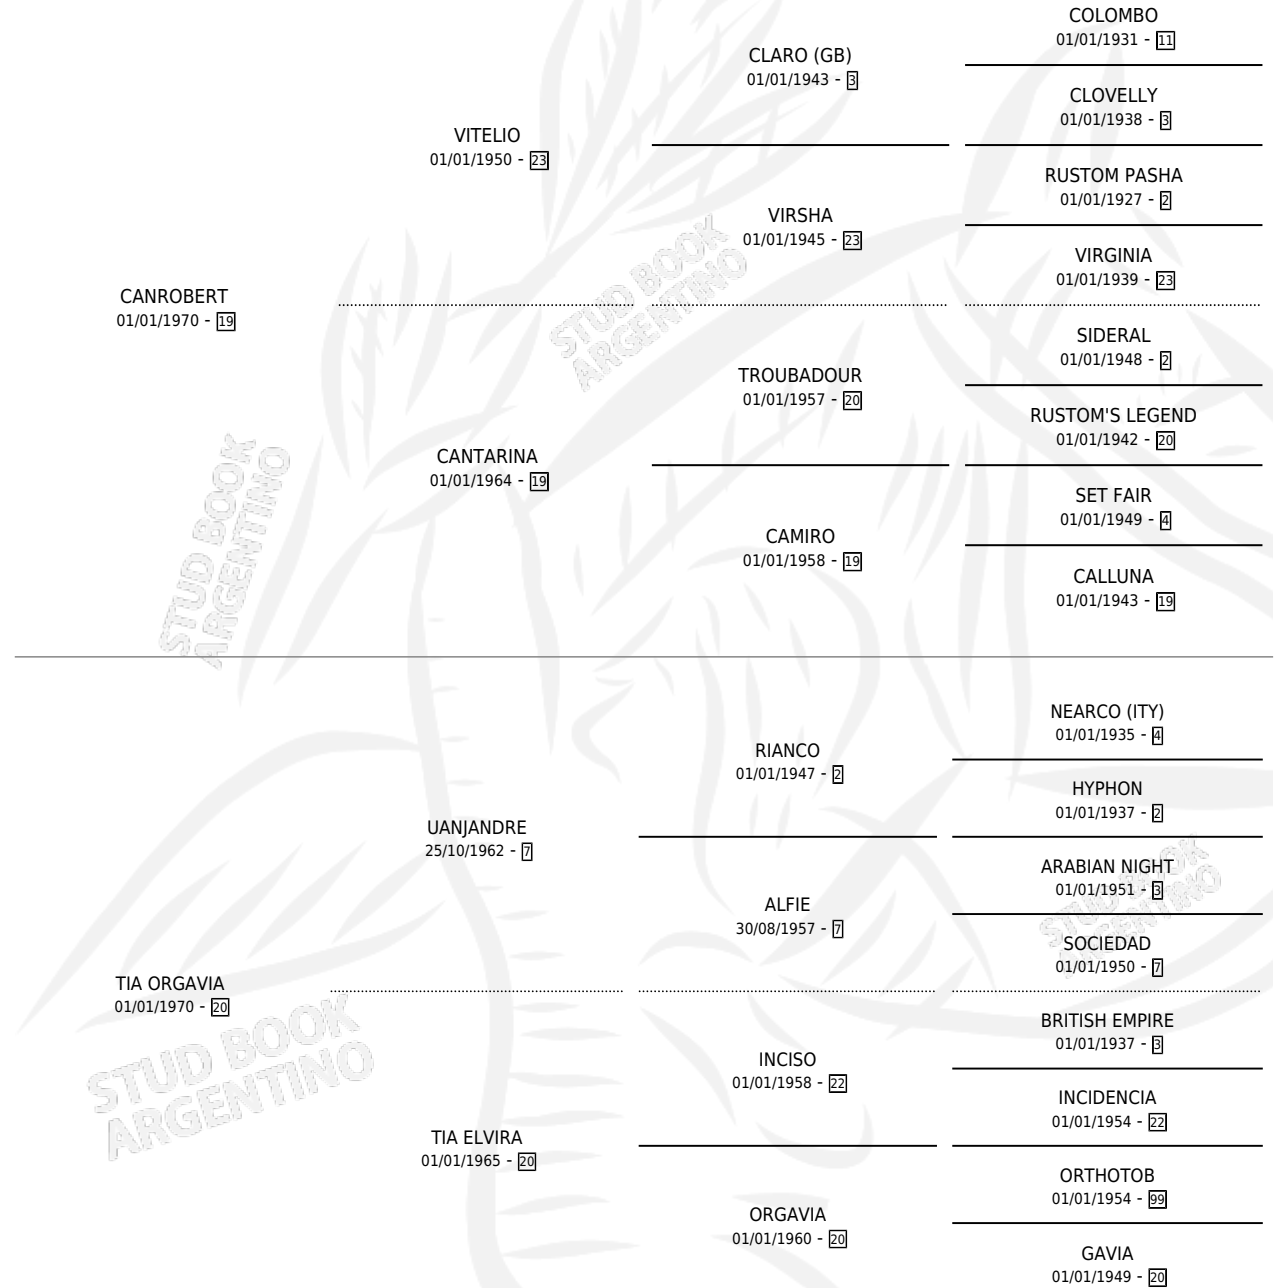 COLOMBO
01/01/1931 - 11
CLARO (GB)
01/01/1943 - 3
CLOVELLY
01/01/1938 - 3
VITELIO
01/01/1950 - 23
RUSTOM PASHA
01/01/1927 - 2
VIRSHA
01/01/1945 - 23
VIRGINIA
01/01/1939 - 23
CANROBERT
01/01/1970 - 19
SIDERAL
01/01/1948 - 2
TROUBADOUR
01/01/1957 - 20
RUSTOM'S LEGEND
01/01/1942 - 20
CANTARINA
01/01/1964 - 19
SET FAIR
01/01/1949 - 4
CAMIRO
01/01/1958 - 19
CALLUNA
01/01/1943 - 19
NEARCO (ITY)
01/01/1935 - 4
RIANCO
01/01/1947 - 2
HYPHON
01/01/1937 - 2
UANJANDRE
25/10/1962 - 7
ARABIAN NIGHT
01/01/1951 - 3
ALFIE
30/08/1957 - 7
SOCIEDAD
01/01/1950 - 7
TIA ORGAVIA
01/01/1970 - 20
BRITISH EMPIRE
01/01/1937 - 3
INCISO
01/01/1958 - 22
INCIDENCIA
01/01/1954 - 22
TIA ELVIRA
01/01/1965 - 20
ORTHOTOB
01/01/1954 - 99
ORGAVIA
01/01/1960 - 20
GAVIA
01/01/1949 - 20
STUD BOOK
ARGENTINO
STUD BOOK
ARGENTINO
STUD BOOK
ARGENTINO
STUD BOOK
ARGENTINO